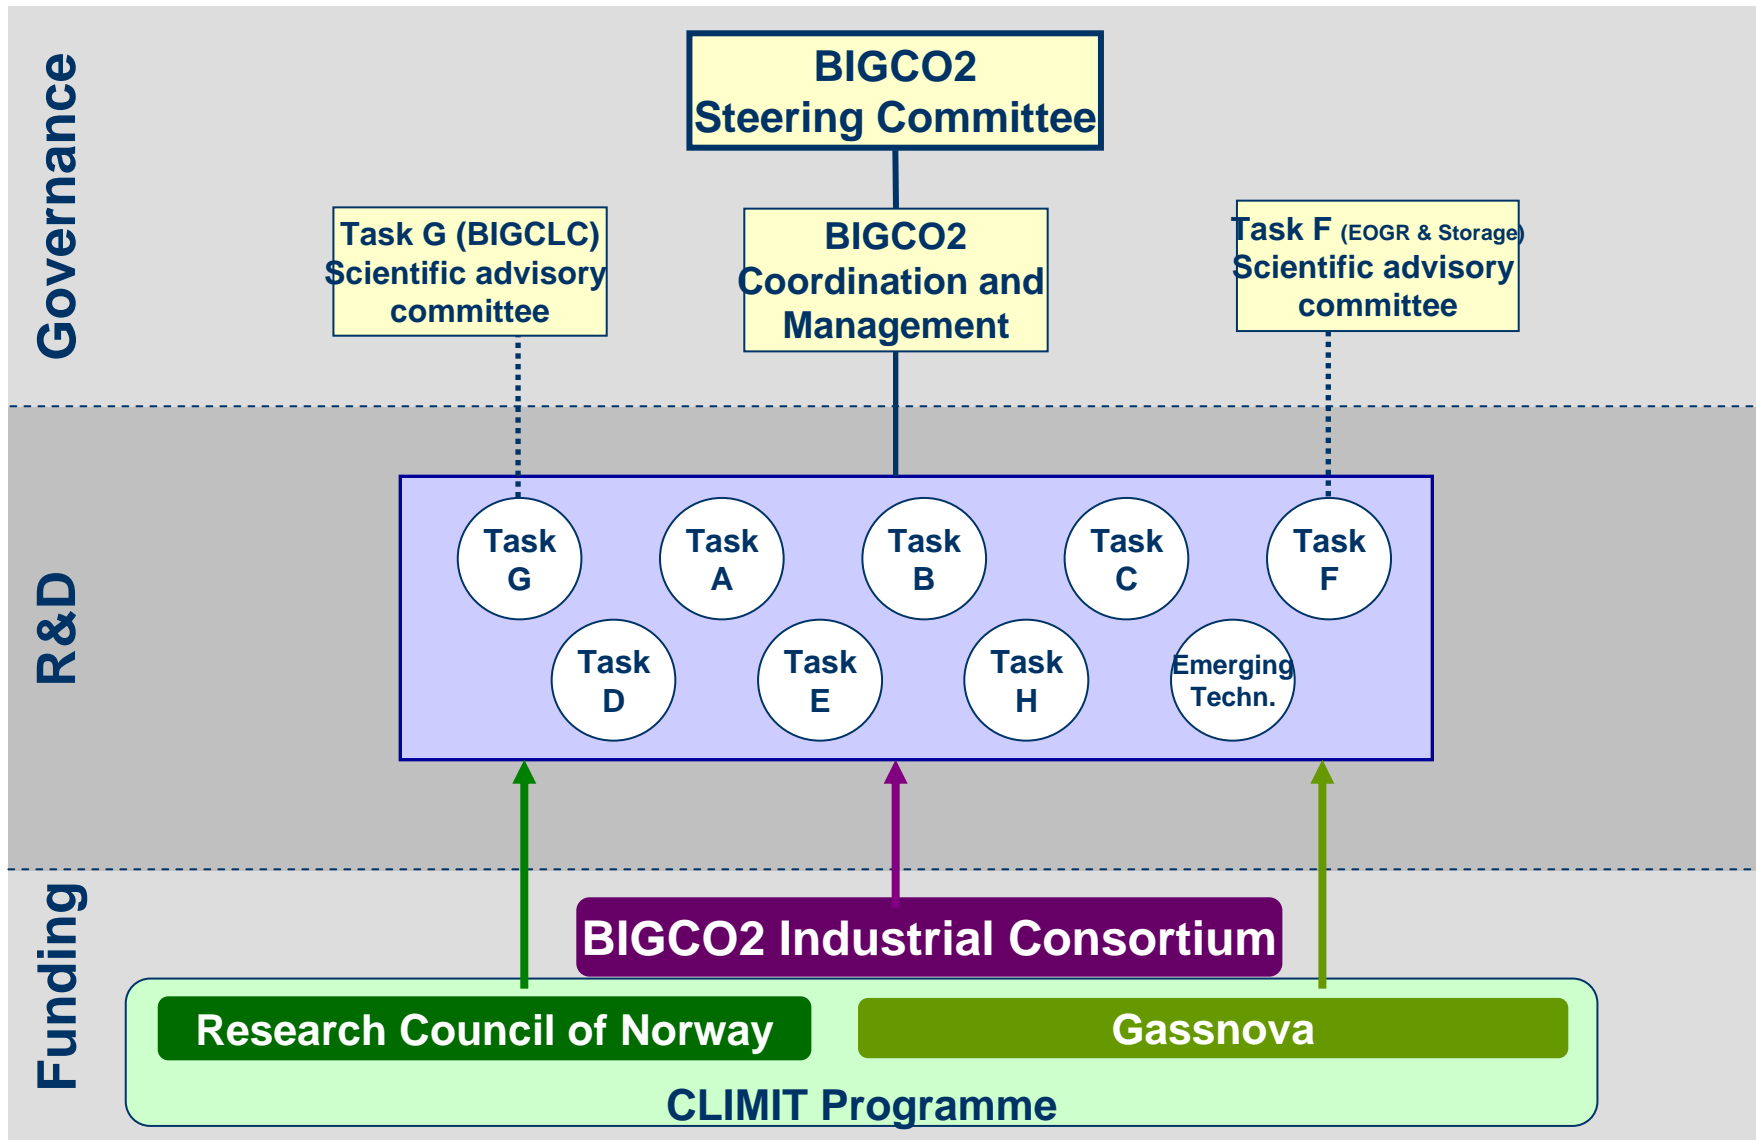 Governance
BIGCO2
Steering Committee
Task G (BIGCLC)
Scientific advisory
committee
BIGCO2
Coordination and
Management
Task F (EOGR & Storage)
Scientific advisory
committee
R&D
Task
G
Task
A
Task
B
Task
C
Task
F
Task
D
Task
E
Task
H
Emerging
Techn.
Funding
BIGCO2 Industrial Consortium
Research Council of Norway
Gassnova
CLIMIT Programme